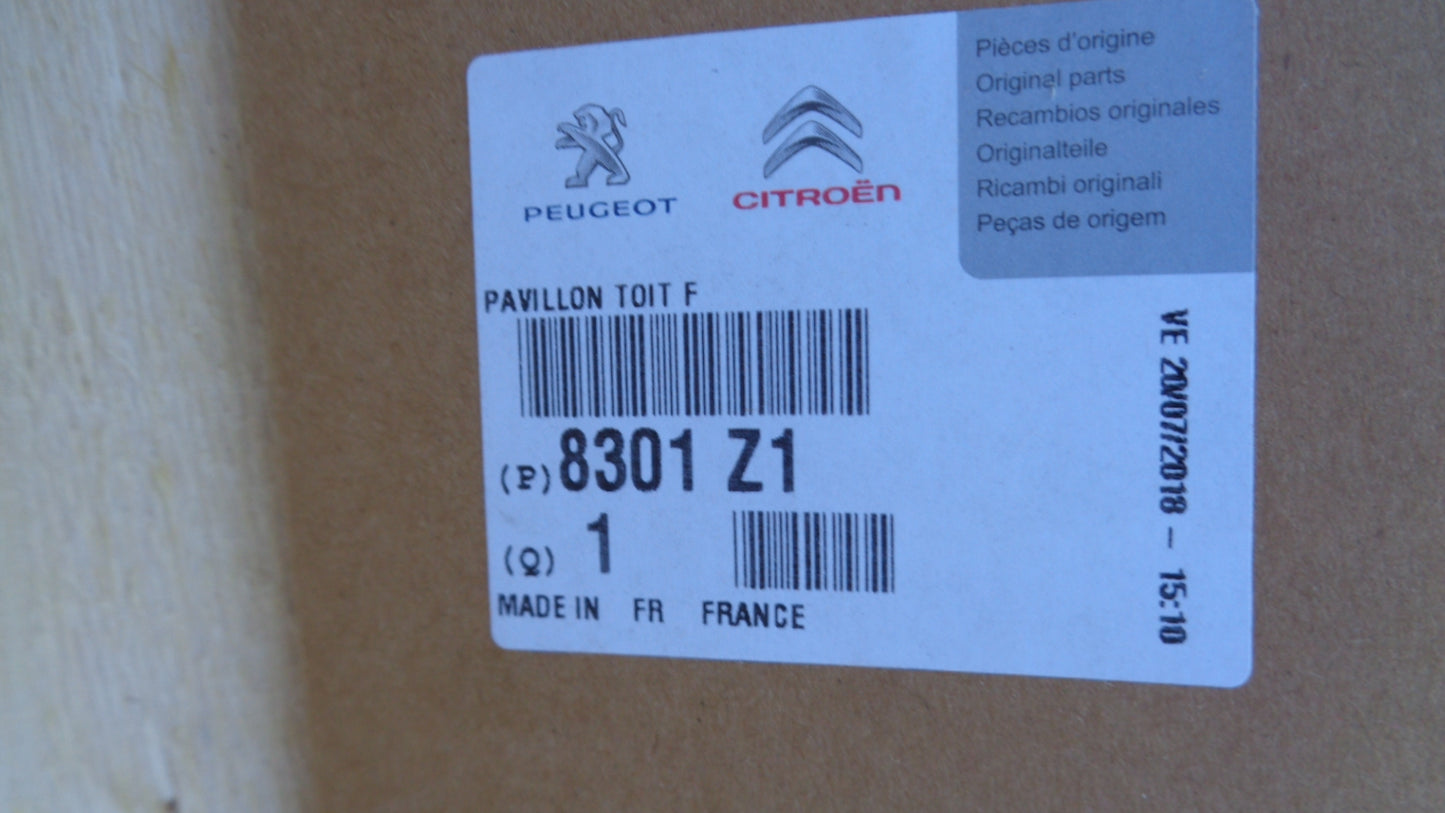 PEUGEOT
CITROËN
Pièces d'origine
Original parts
Recambios originales
Originalteile
Ricambi originali
Peças de origem
PAVILLON TOIT F
(P) 8301 Z1
(Q) 1
MADE IN FR FRANCE
VE 20/07/2018 - 15:10